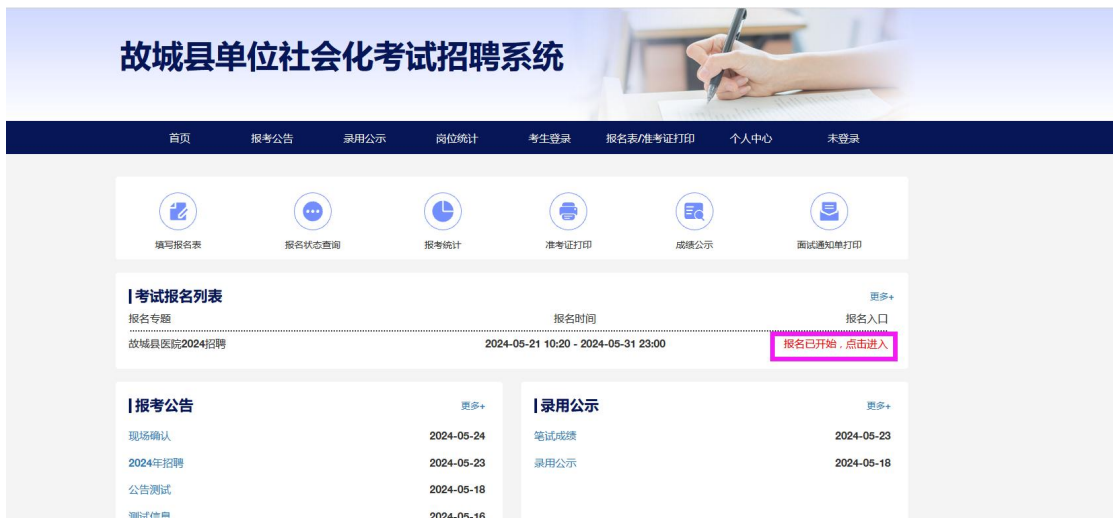 故城县单位社会化考试招聘系统
首页 报考公告 录用公示 岗位统计 考生登录 报名表/准考证打印 个人中心 未登录
填写报名表 报名状态查询 报考统计 准考证打印 成绩公示 面试通知单打印
考试报名列表 更多+
报名专题 报名时间 报名入口
故城县医院2024招聘 2024-05-21 10:20 - 2024-05-31 23:00 报名已开始，点击进入
报考公告 更多+
现场确认 2024-05-24
2024年招聘 2024-05-23
公告测试 2024-05-18
测试信息 2024-05-16
录用公示 更多+
笔试成绩 2024-05-23
录用公示 2024-05-18